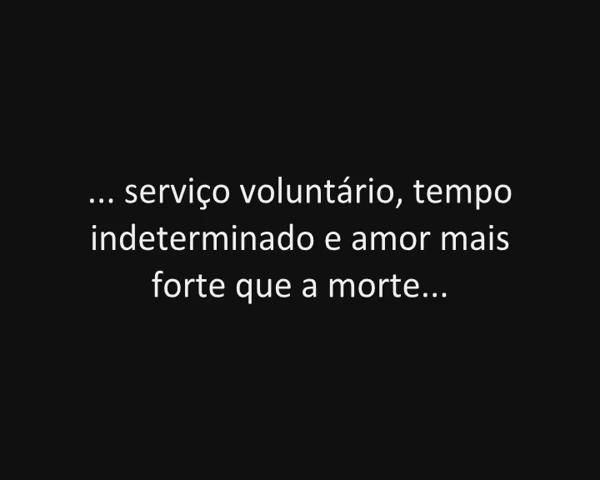 ... serviço voluntário, tempo
indeterminado e amor mais
forte que a morte...